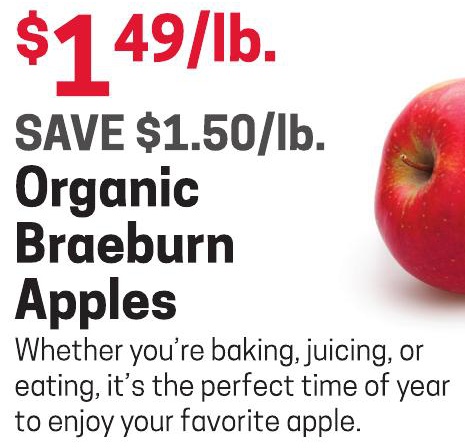 $1 49/lb.
SAVE $1.50/lb.
Organic
Braeburn
Apples
Whether you're baking, juicing, or
eating, it's the perfect time of year
to enjoy your favorite apple.